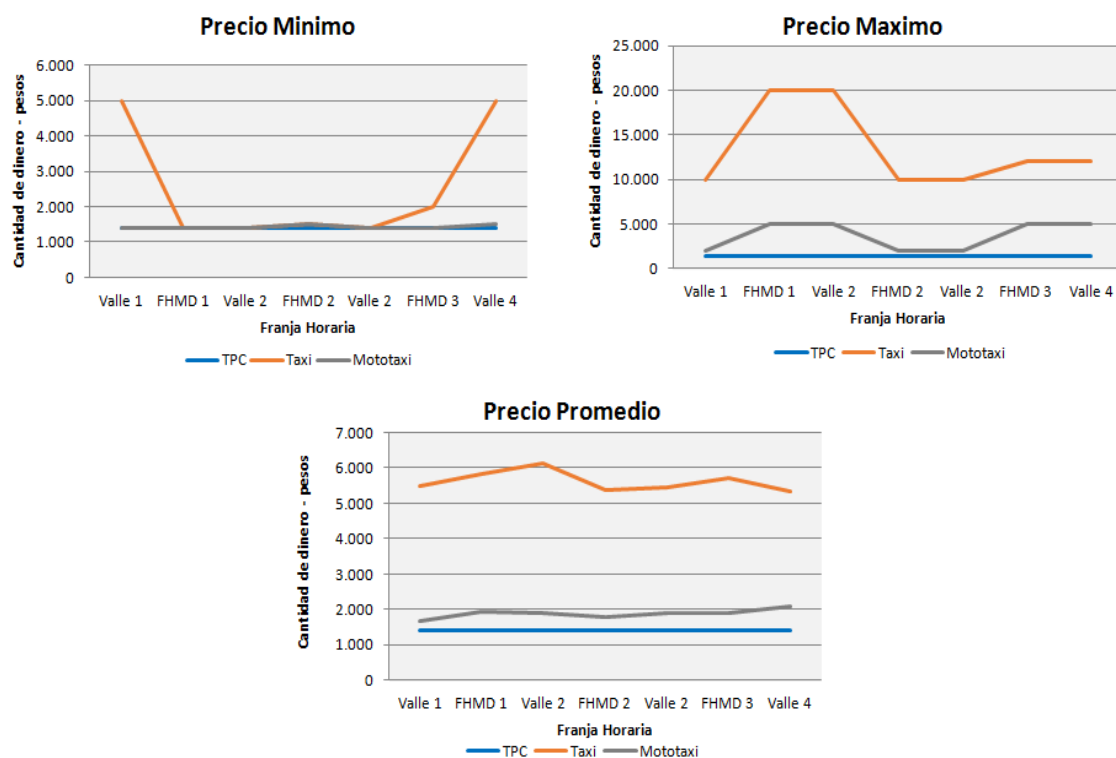 Precio Minimo
Cantidad de dinero - pesos
6.000
5.000
4.000
3.000
2.000
1.000
0
Valle 1 FHMD 1 Valle 2 FHMD 2 Valle 2 FHMD 3 Valle 4
Franja Horaria
TPC Taxi Mototaxi
Precio Maximo
Cantidad de dinero - pesos
25.000
20.000
15.000
10.000
5.000
0
Valle 1 FHMD 1 Valle 2 FHMD 2 Valle 2 FHMD 3 Valle 4
Franja Horaria
TPC Taxi Mototaxi
Precio Promedio
Cantidad de dinero - pesos
7.000
6.000
5.000
4.000
3.000
2.000
1.000
0
Valle 1 FHMD 1 Valle 2 FHMD 2 Valle 2 FHMD 3 Valle 4
Franja Horaria
TPC Taxi Mototaxi